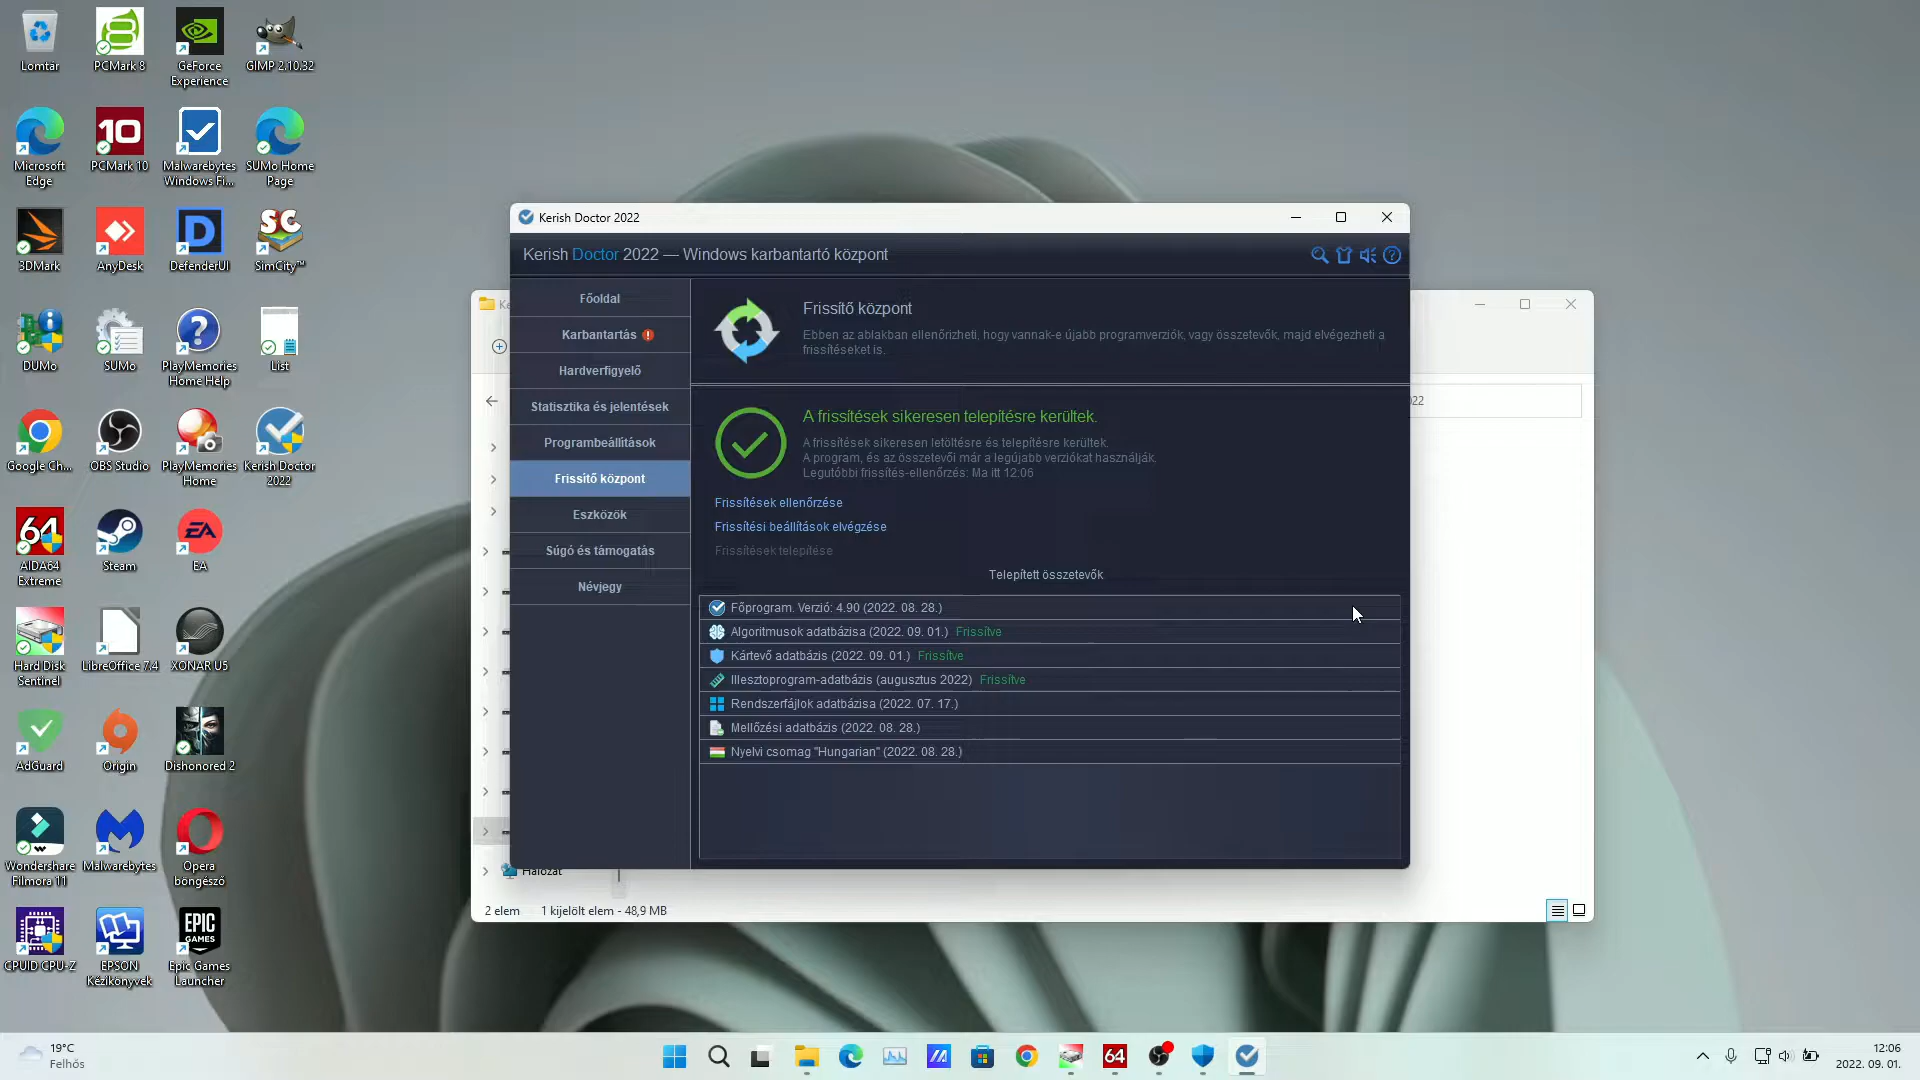 Lomtár
PCMark 8
GeForce
Experience
GIMP 2.10.32
Microsoft
Edge
PCMark 10
Malwarebytes
Windows Fi...
SUMo Home
Page
3DMark
AnyDesk
DefenderUI
SimCity™
DUMo
SUMo
PlayMemories
Home Help
List
Google Ch...
OBS Studio
PlayMemories
Home
Kerish Doctor
2022
AIDA64
Extreme
Steam
EA
Hard Disk
Sentinel
LibreOffice 7.4
XONAR U5
AdGuard
Origin
Dishonored 2
Wondershare
Filmora 11
Malwarebytes
Opera
böngésző
CPUID CPU-Z
EPSON
Kézikönyvek
Epic Games
Launcher
10
SC
64
EA
EPIC
GAMES
Kerish Doctor 2022
Kerish Doctor 2022 — Windows karbantartó központ
Főoldal
Karbantartás
Hardverfigyelő
Statisztika és jelentések
Programbeállítások
Frissítő központ
Eszközök
Súgó és támogatás
Névjegy
Frissítő központ
Ebben az ablakban ellenőrizheti, hogy vannak-e újabb programverziók, vagy összetevők, majd elvégezheti a
frissítéseket is.
A frissítések sikeresen telepítésre kerültek.
A frissítések sikeresen letöltésre és telepítésre kerültek.
A program, és az összetevői már a legújabb verziókat használják.
Legutóbbi frissítés-ellenőrzés: Ma itt 12:06
Frissítések ellenőrzése
Frissítési beállítások elvégzése
Frissítések telepítése
Telepített összetevők
Főprogram. Verzió: 4.90 (2022. 08. 28.)
Algoritmusok adatbázisa (2022. 09. 01.) Frissítve
Kártevő adatbázis (2022. 09. 01.) Frissítve
Illesztoprogram-adatbázis (augusztus 2022) Frissítve
Rendszerfájlok adatbázisa (2022. 07. 17.)
Mellőzési adatbázis (2022. 08. 28.)
Nyelvi csomag "Hungarian" (2022. 08. 28.)
Ke
22
Hálózat
2 elem 1 kijelölt elem - 48,9 MB
19°C
Felhős
64
12:06
2022. 09. 01.